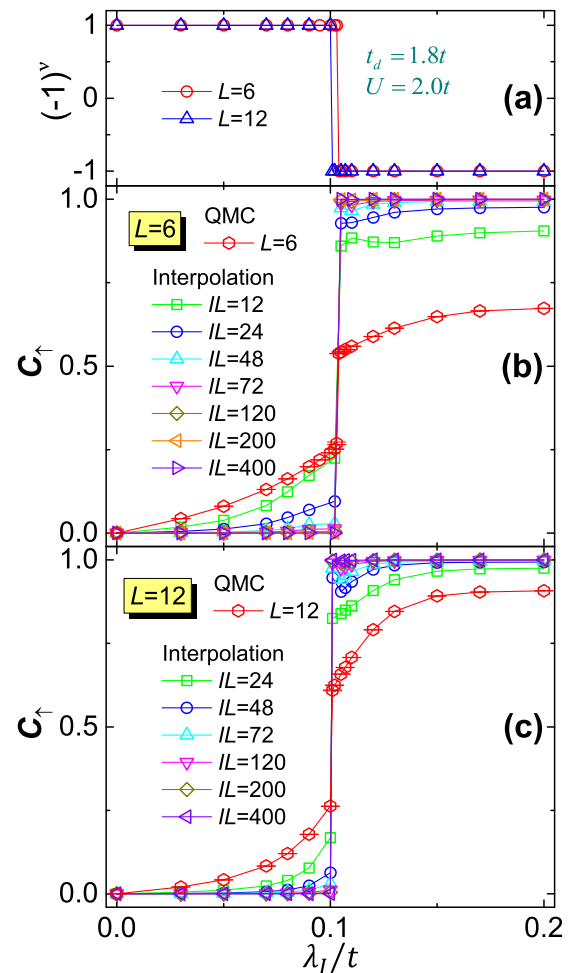 1
0
-1
(-1)^ν
t_d = 1.8t
U = 2.0t
L=6
L=12
(a)
1.0
0.5
0.0
C↑
L=6
QMC
L=6
Interpolation
IL=12
IL=24
IL=48
IL=72
IL=120
IL=200
IL=400
(b)
1.0
0.5
0.0
C↑
L=12
QMC
L=12
Interpolation
IL=24
IL=48
IL=72
IL=120
IL=200
IL=400
(c)
0.0 0.1 0.2
λ_I/t